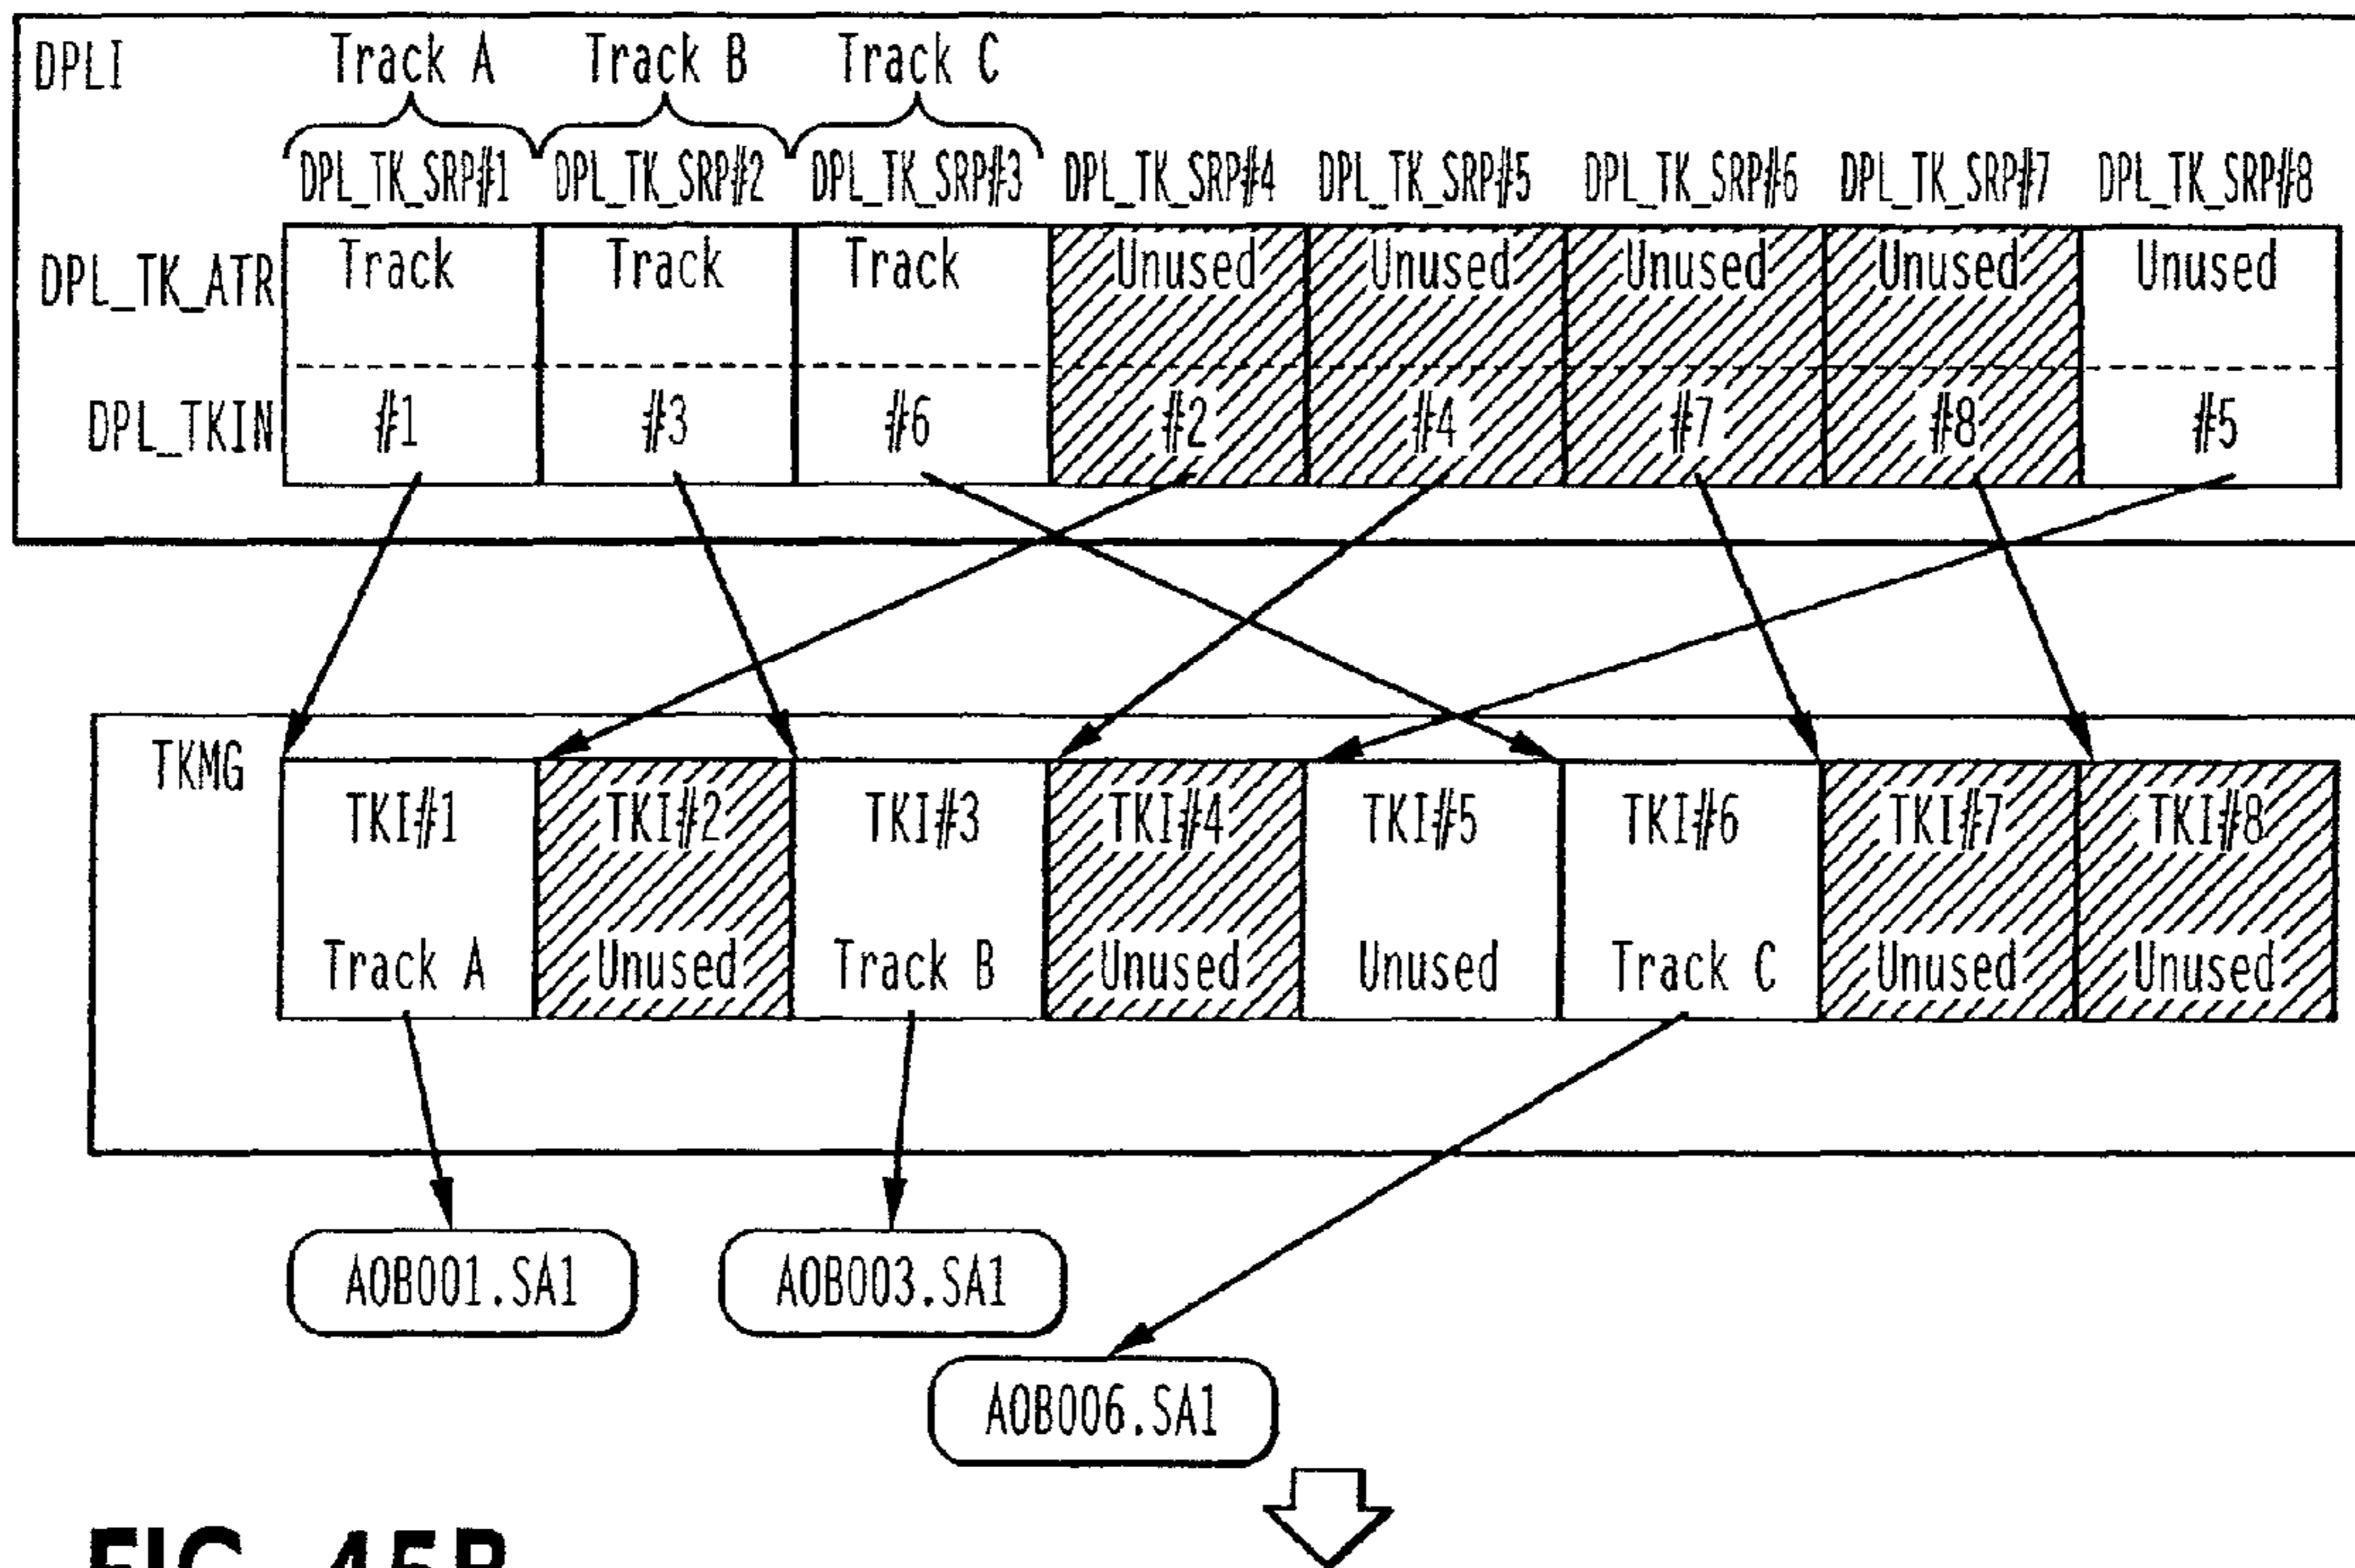 DPLI Track A Track B Track C
DPL_TK_SRP#1 DPL_TK_SRP#2 DPL_TK_SRP#3 DPL_TK_SRP#4 DPL_TK_SRP#5 DPL_TK_SRP#6 DPL_TK_SRP#7 DPL_TK_SRP#8
DPL_TK_ATR Track Track Track Unused Unused Unused Unused Unused
DPL_TKIN #1 #3 #6 #2 #4 #7 #8 #5
TKMG
TKI#1 TKI#2 TKI#3 TKI#4 TKI#5 TKI#6 TKI#7 TKI#8
Track A Unused Track B Unused Unused Track C Unused Unused
AOB001.SA1 AOB003.SA1
AOB006.SA1
FIG. 45B